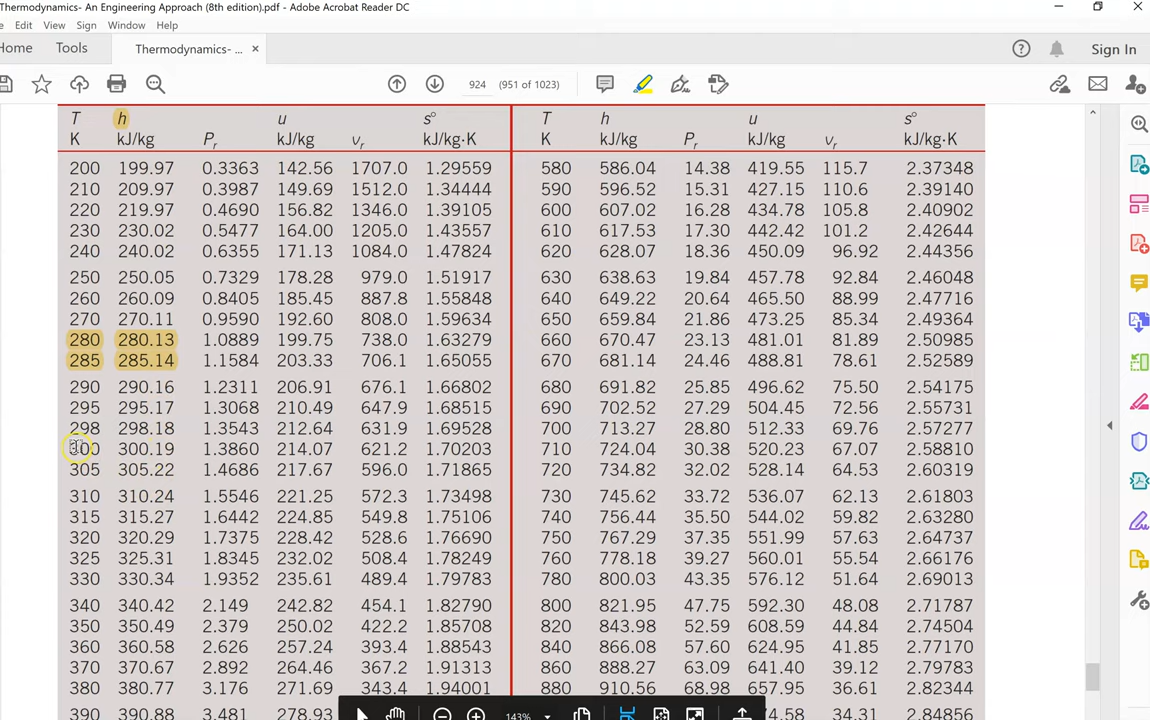 Thermodynamics- An Engineering Approach (8th edition).pdf - Adobe Acrobat Reader DC
Edit View Sign Window Help
Home Tools Thermodynamics- ... × ? Sign In
924 (951 of 1023)
T h u s° T h u s°
K kJ/kg Pr kJ/kg νr kJ/kg·K K kJ/kg Pr kJ/kg νr kJ/kg·K
200 199.97 0.3363 142.56 1707.0 1.29559 580 586.04 14.38 419.55 115.7 2.37348
210 209.97 0.3987 149.69 1512.0 1.34444 590 596.52 15.31 427.15 110.6 2.39140
220 219.97 0.4690 156.82 1346.0 1.39105 600 607.02 16.28 434.78 105.8 2.40902
230 230.02 0.5477 164.00 1205.0 1.43557 610 617.53 17.30 442.42 101.2 2.42644
240 240.02 0.6355 171.13 1084.0 1.47824 620 628.07 18.36 450.09 96.92 2.44356
250 250.05 0.7329 178.28 979.0 1.51917 630 638.63 19.84 457.78 92.84 2.46048
260 260.09 0.8405 185.45 887.8 1.55848 640 649.22 20.64 465.50 88.99 2.47716
270 270.11 0.9590 192.60 808.0 1.59634 650 659.84 21.86 473.25 85.34 2.49364
280 280.13 1.0889 199.75 738.0 1.63279 660 670.47 23.13 481.01 81.89 2.50985
285 285.14 1.1584 203.33 706.1 1.65055 670 681.14 24.46 488.81 78.61 2.52589
290 290.16 1.2311 206.91 676.1 1.66802 680 691.82 25.85 496.62 75.50 2.54175
295 295.17 1.3068 210.49 647.9 1.68515 690 702.52 27.29 504.45 72.56 2.55731
298 298.18 1.3543 212.64 631.9 1.69528 700 713.27 28.80 512.33 69.76 2.57277
300 300.19 1.3860 214.07 621.2 1.70203 710 724.04 30.38 520.23 67.07 2.58810
305 305.22 1.4686 217.67 596.0 1.71865 720 734.82 32.02 528.14 64.53 2.60319
310 310.24 1.5546 221.25 572.3 1.73498 730 745.62 33.72 536.07 62.13 2.61803
315 315.27 1.6442 224.85 549.8 1.75106 740 756.44 35.50 544.02 59.82 2.63280
320 320.29 1.7375 228.42 528.6 1.76690 750 767.29 37.35 551.99 57.63 2.64737
325 325.31 1.8345 232.02 508.4 1.78249 760 778.18 39.27 560.01 55.54 2.66176
330 330.34 1.9352 235.61 489.4 1.79783 780 800.03 43.35 576.12 51.64 2.69013
340 340.42 2.149 242.82 454.1 1.82790 800 821.95 47.75 592.30 48.08 2.71787
350 350.49 2.379 250.02 422.2 1.85708 820 843.98 52.59 608.59 44.84 2.74504
360 360.58 2.626 257.24 393.4 1.88543 840 866.08 57.60 624.95 41.85 2.77170
370 370.67 2.892 264.46 367.2 1.91313 860 888.27 63.09 641.40 39.12 2.79783
380 380.77 3.176 271.69 343.4 1.94001 880 910.56 68.98 657.95 36.61 2.82344
390 390.88 3.481 278.93 74.58 34.31 2.84856
143%